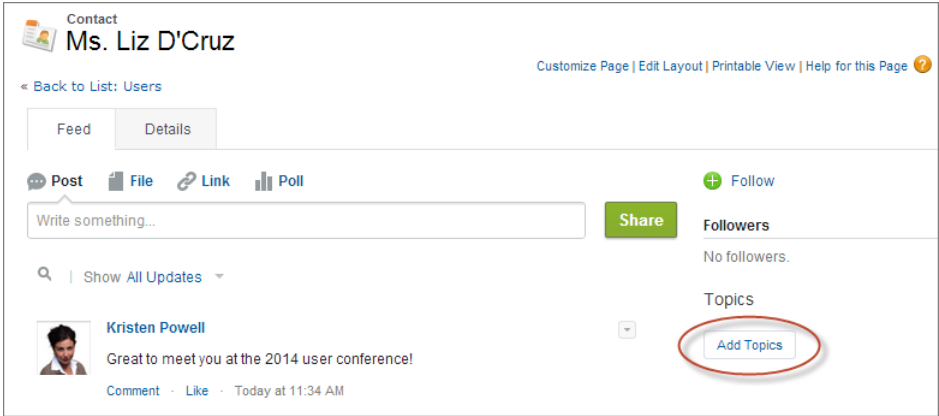 Contact
Ms. Liz D'Cruz
Customize Page | Edit Layout | Printable View | Help for this Page ?
« Back to List: Users
Feed Details
Post File Link Poll
Write something...
Share
Show All Updates
Kristen Powell
Great to meet you at the 2014 user conference!
Comment · Like · Today at 11:34 AM
Follow
Followers
No followers.
Topics
Add Topics